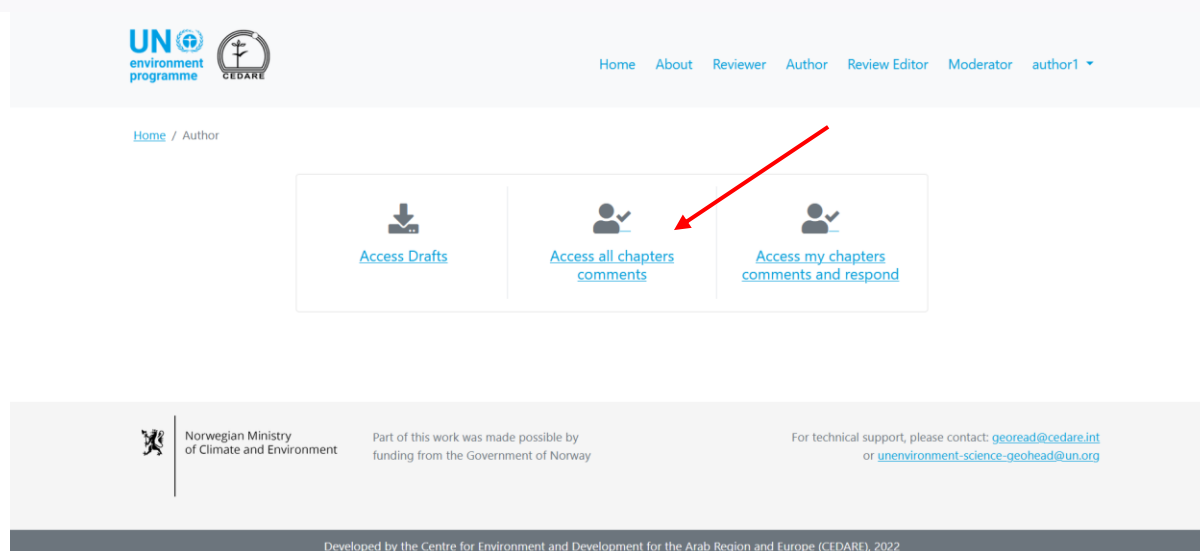 UN
environment
programme
CEDARE
Home About Reviewer Author Review Editor Moderator author1
Home / Author
Access Drafts
Access all chapters
comments
Access my chapters
comments and respond
Norwegian Ministry
of Climate and Environment
Part of this work was made possible by
funding from the Government of Norway
For technical support, please contact: georead@cedare.int
or unenvironment-science-geohead@un.org
Developed by the Centre for Environment and Development for the Arab Region and Europe (CEDARE), 2022